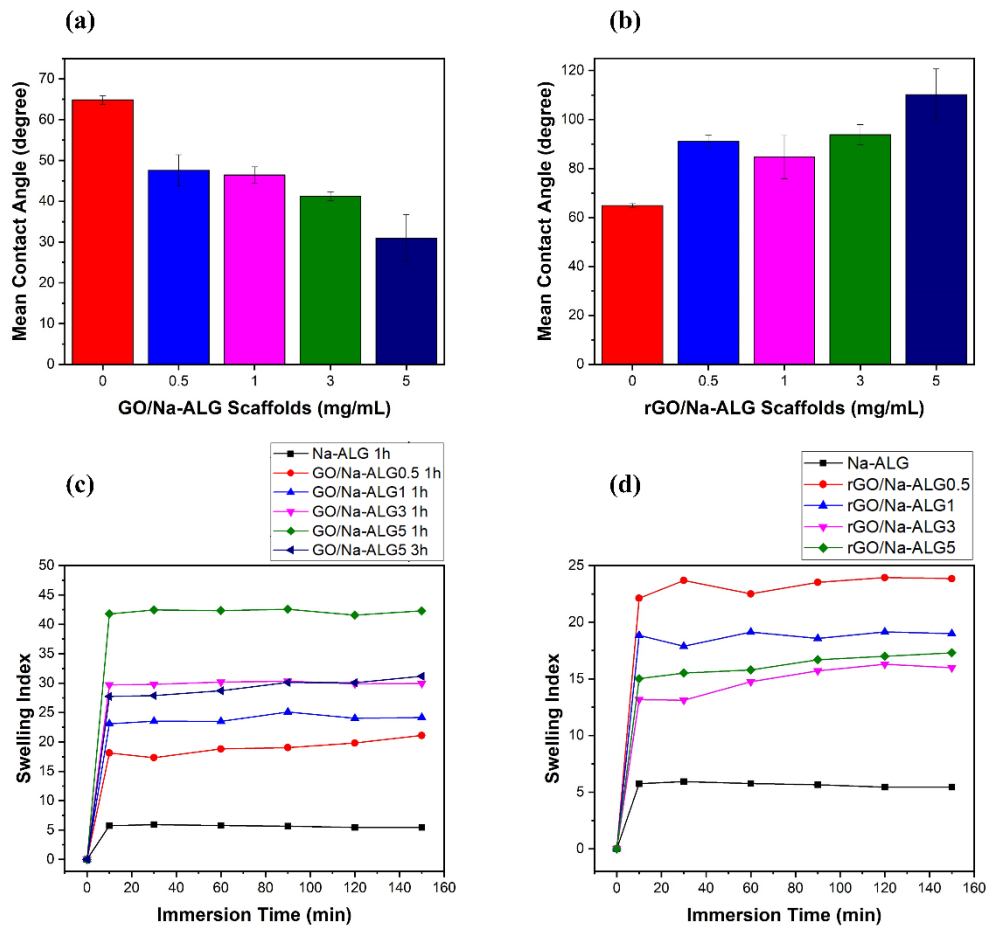 (a)
Mean Contact Angle (degree)
70
60
50
40
30
20
10
0
0 0.5 1 3 5
GO/Na-ALG Scaffolds (mg/mL)
(b)
Mean Contact Angle (degree)
120
100
80
60
40
20
0
0 0.5 1 3 5
rGO/Na-ALG Scaffolds (mg/mL)
(c)
Na-ALG 1h
GO/Na-ALG0.5 1h
GO/Na-ALG1 1h
GO/Na-ALG3 1h
GO/Na-ALG5 1h
GO/Na-ALG5 3h
Swelling Index
50
45
40
35
30
25
20
15
10
5
0
0 20 40 60 80 100 120 140 160
Immersion Time (min)
(d)
Na-ALG
rGO/Na-ALG0.5
rGO/Na-ALG1
rGO/Na-ALG3
rGO/Na-ALG5
Swelling Index
25
20
15
10
5
0
0 20 40 60 80 100 120 140 160
Immersion Time (min)